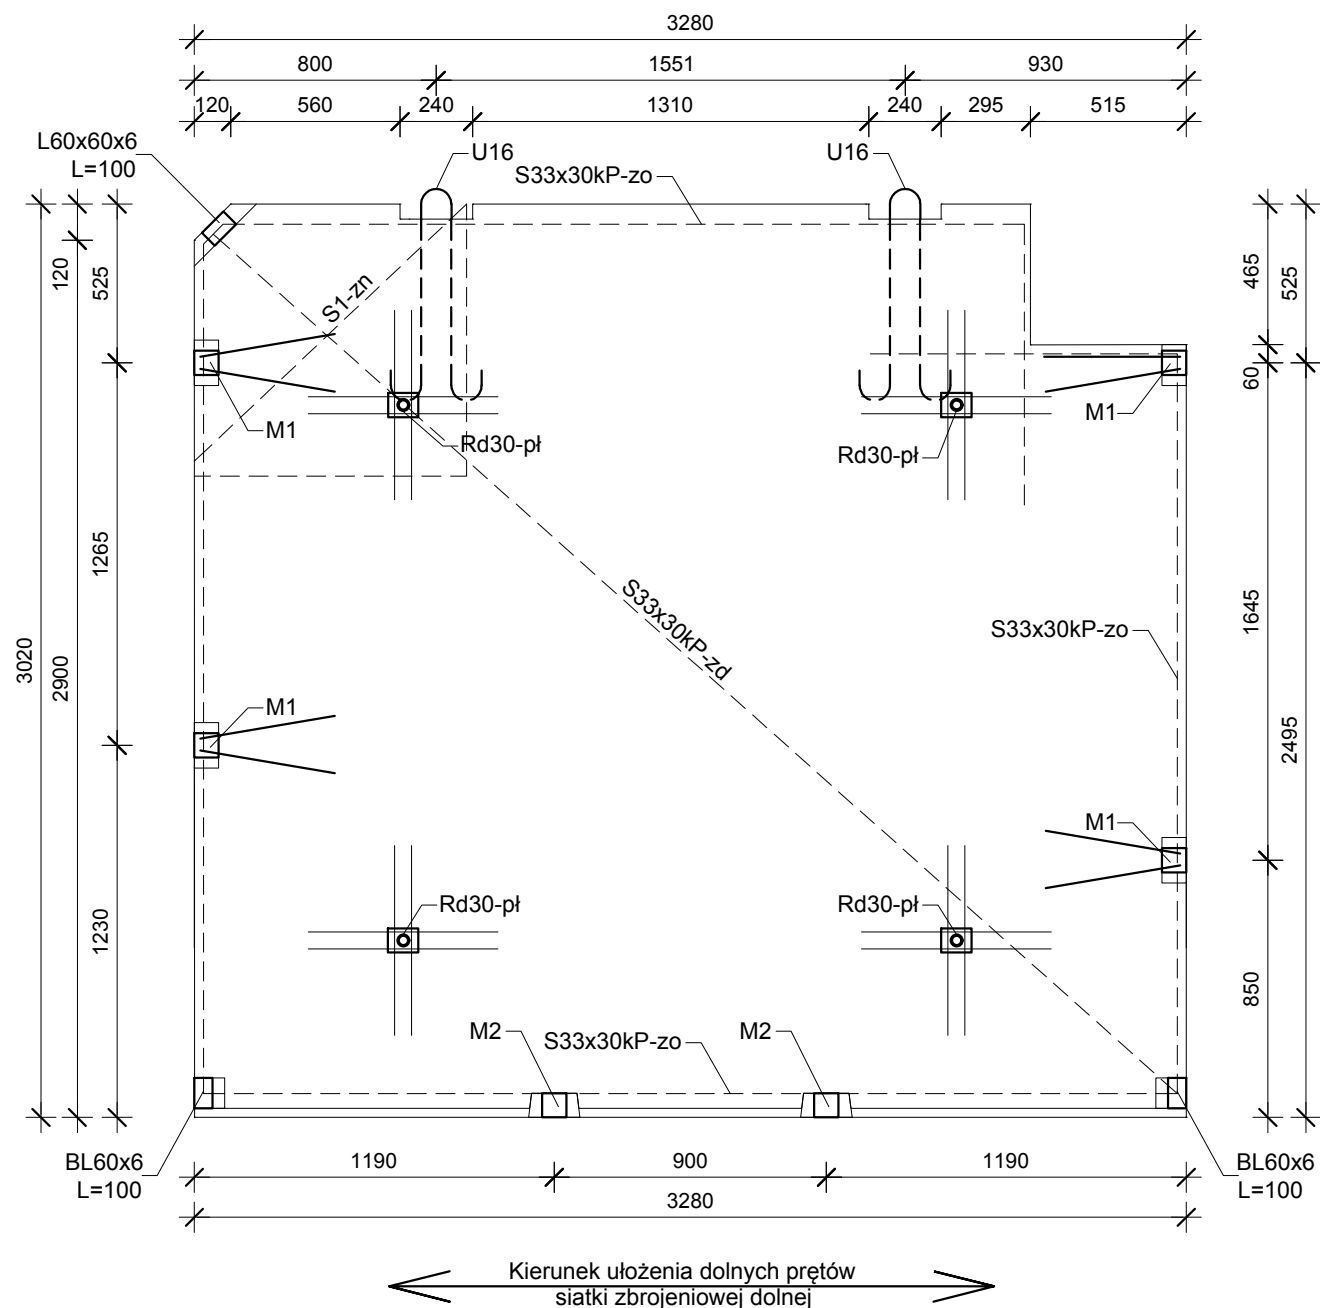 3280
800 1551 930
120 560 240 1310 240 295 515
L60x60x6
L=100
U16
S33x30kP-zo
U16
120
525
S1-zn
465
525
60
M1
M1
Rd30-pł
Rd30-pł
1265
3020
2900
S33x30kP-zd
1645
S33x30kP-zo
2495
M1
M1
1230
Rd30-pł
Rd30-pł
850
M2
S33x30kP-zo
M2
BL60x6
L=100
1190 900 1190
BL60x6
L=100
3280
Kierunek ułożenia dolnych prętów
siatki zbrojeniowej dolnej